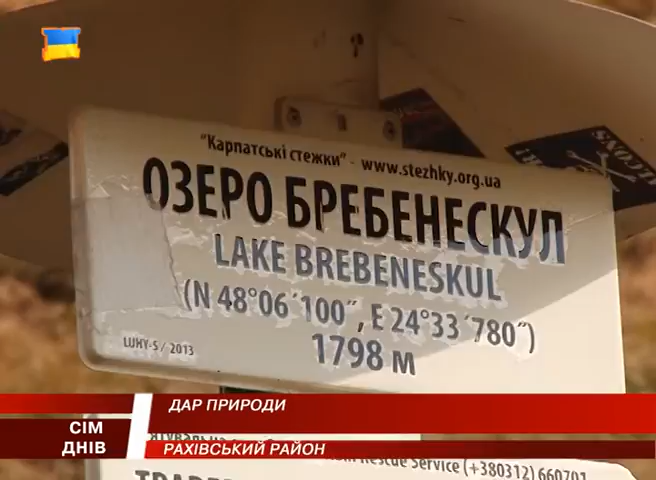 "Карпатські стежки" - www.stezhky.org.ua
ОЗЕРО БРЕБЕНЕСКУЛ
LAKE BREBENESKUL
(N 48°06´100˝, E 24°33´780˝)
1798 м
LUHY-S / 2013
ДАР ПРИРОДИ
СІМ
ДНІВ
РАХІВСЬКИЙ РАЙОН
Rescue Service (+380312) 660701